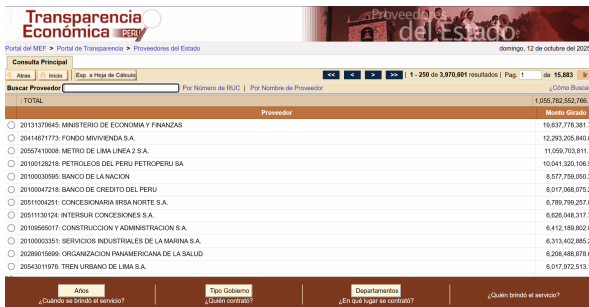 Transparencia
Económica PERÚ
Proveedores
del Estado
Portal del MEF > Portal de Transparencia > Proveedores del Estado
domingo, 12 de octubre del 2025
Consulta Principal
Atras Inicio Exp. a Hoja de Cálculo << < > >> 1 - 250 de 3,970,601 resultados | Pag. 1 de 15,883 Ir
Buscar Proveedor Por Número de RUC | Por Nombre de Proveedor ¿Cómo Busca
: TOTAL 1,055,782,552,766.
Proveedor Monto Girado
20131370645: MINISTERIO DE ECONOMIA Y FINANZAS 19,637,778,381.
20414671773: FONDO MIVIVIENDA S.A. 12,293,205,840.
20557410008: METRO DE LIMA LINEA 2 S.A. 11,059,703,811.
20100128218: PETROLEOS DEL PERU PETROPERU SA 10,041,320,106.
20100030595: BANCO DE LA NACION 8,577,759,050.
20100047218: BANCO DE CREDITO DEL PERU 8,017,068,075.
20511004251: CONCESIONARIA IIRSA NORTE S.A. 6,789,799,257.
20511130124: INTERSUR CONCESIONES S.A. 6,626,048,317.
20109565017: CONSTRUCCION Y ADMINISTRACION S.A. 6,412,189,802.
20100003351: SERVICIOS INDUSTRIALES DE LA MARINA S.A. 6,313,402,885.
20289015699: ORGANIZACION PANAMERICANA DE LA SALUD 6,208,488,878.
20543011976: TREN URBANO DE LIMA S.A. 6,017,972,513.
Años Tipo Gobierno Departamentos
¿Cuándo se brindó el servicio? ¿Quién contrató? ¿En qué lugar se contrató? ¿Quién brindó el servicio?